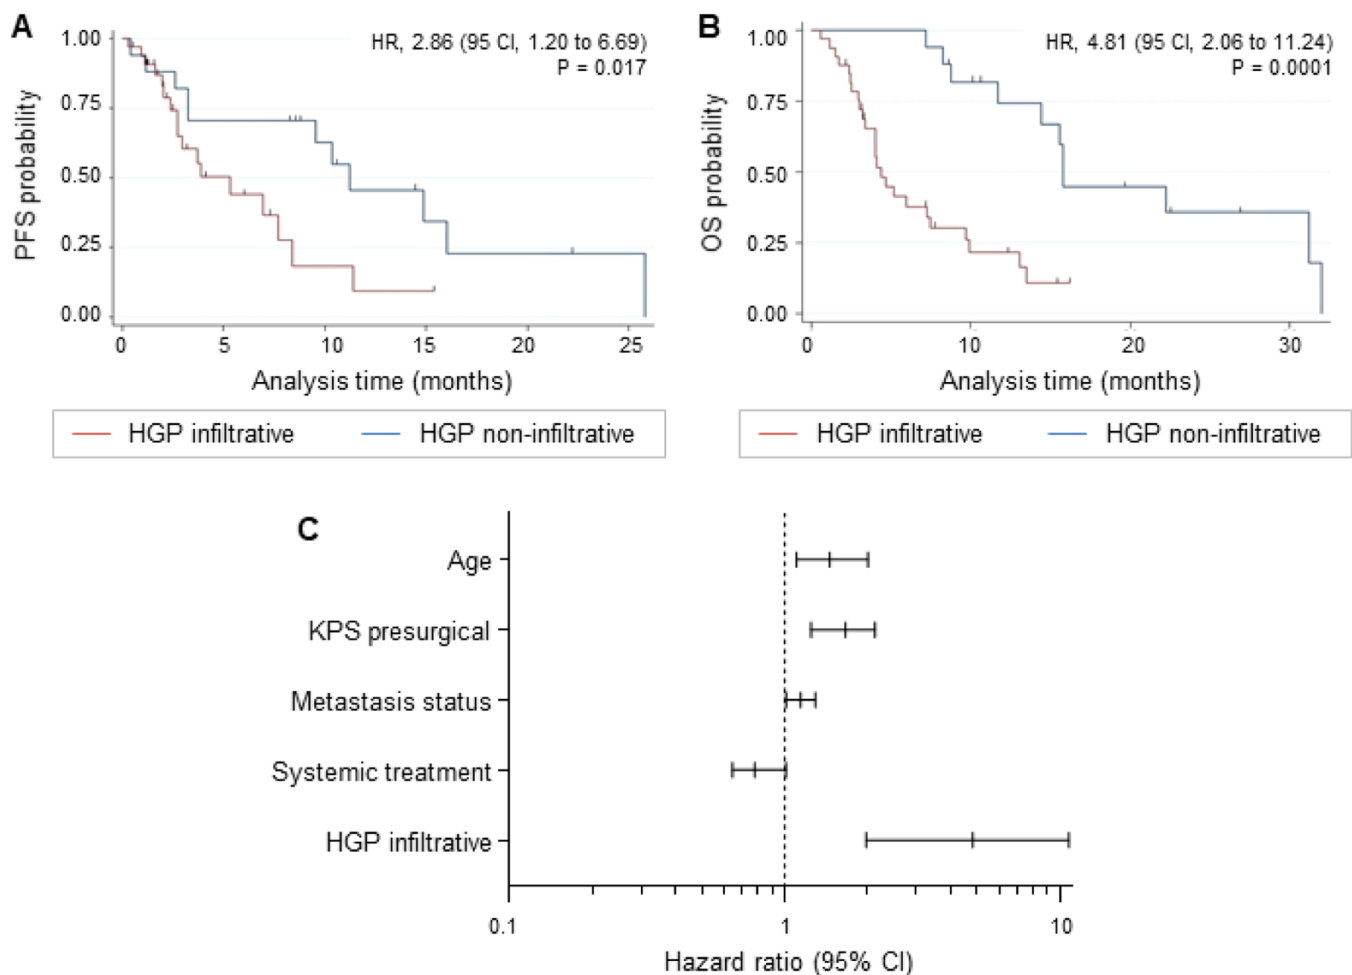 A
HR, 2.86 (95 CI, 1.20 to 6.69)
P = 0.017
PFS probability
1.00
0.75
0.50
0.25
0.00
0 5 10 15 20 25
Analysis time (months)
HGP infiltrative HGP non-infiltrative
B
HR, 4.81 (95 CI, 2.06 to 11.24)
P = 0.0001
OS probability
1.00
0.75
0.50
0.25
0.00
0 10 20 30
Analysis time (months)
HGP infiltrative HGP non-infiltrative
C
Age
KPS presurgical
Metastasis status
Systemic treatment
HGP infiltrative
0.1 1 10
Hazard ratio (95% CI)